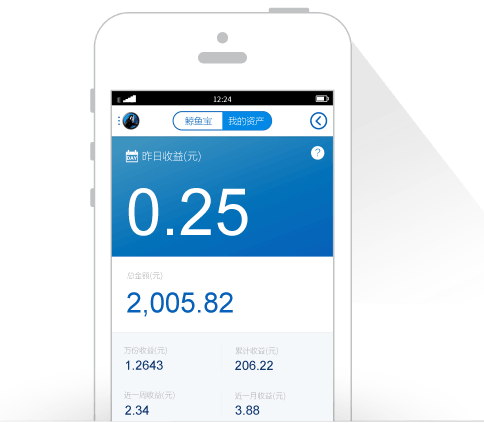 12:24
鲸鱼宝 我的资产
DAY 昨日收益(元) ?
0.25
总金额(元)
2,005.82
万份收益(元) 累计收益(元)
1.2643 206.22
近一周收益(元) 近一月收益(元)
2.34 3.88